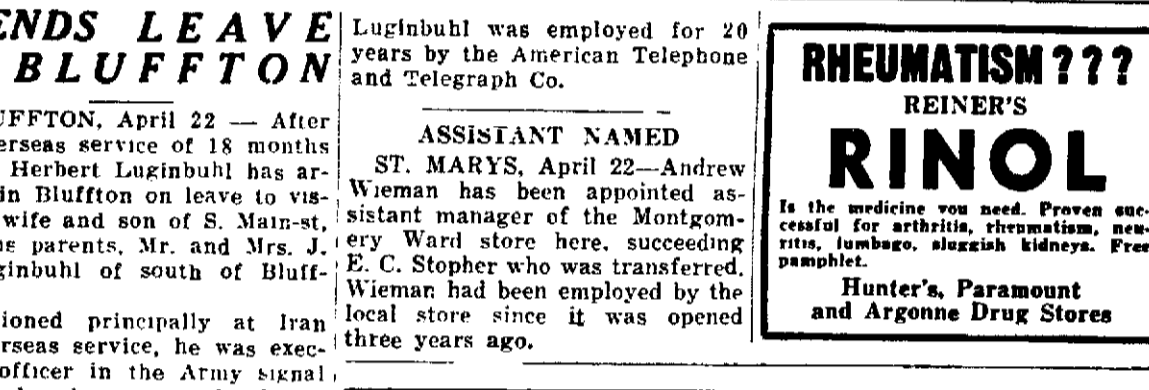 ENDS LEAVE
BLUFFTON
UFFTON, April 22 — After
erseas service of 18 months
Herbert Luginbuhl has ar-
in Bluffton on leave to vis-
wife and son of S. Main-st,
parents, Mr. and Mrs. J.
ginbuhl of south of Bluff-
ioned principally at Iran
rseas service, he was exec-
officer in the Army signal
Luginbuhl was employed for 20
years by the American Telephone
and Telegraph Co.
ASSISTANT NAMED
ST. MARYS, April 22—Andrew
Wieman has been appointed as-
sistant manager of the Montgom-
ery Ward store here, succeeding
E. C. Stopher who was transferred.
Wieman had been employed by the
local store since it was opened
three years ago.
RHEUMATISM???
REINER'S
RINOL
Is the medicine you need. Proven suc-
cessful for arthritis, rheumatism, neu-
ritis, lumbago, sluggish kidneys. Free
pamphlet.
Hunter's, Paramount
and Argonne Drug Stores